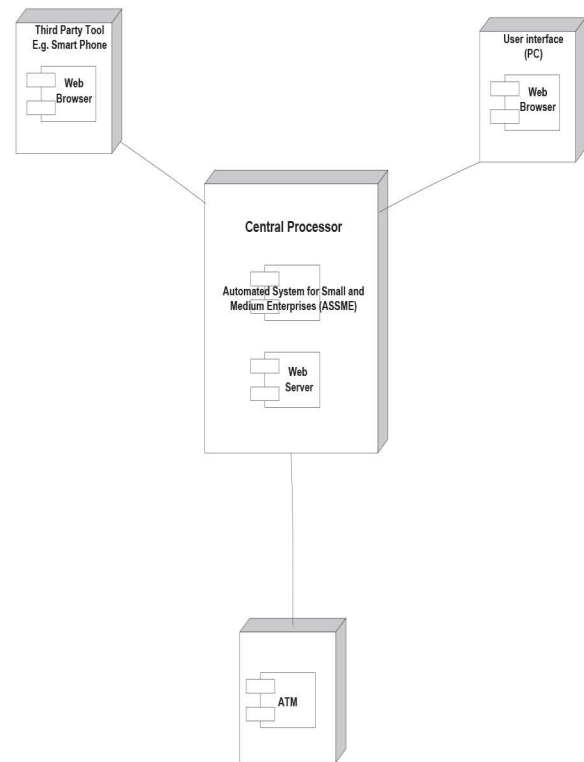 Third Party Tool
E.g. Smart Phone
Web
Browser
User interface
(PC)
Web
Browser
Central Processor
Automated System for Small and
Medium Enterprises (ASSME)
Web
Server
ATM